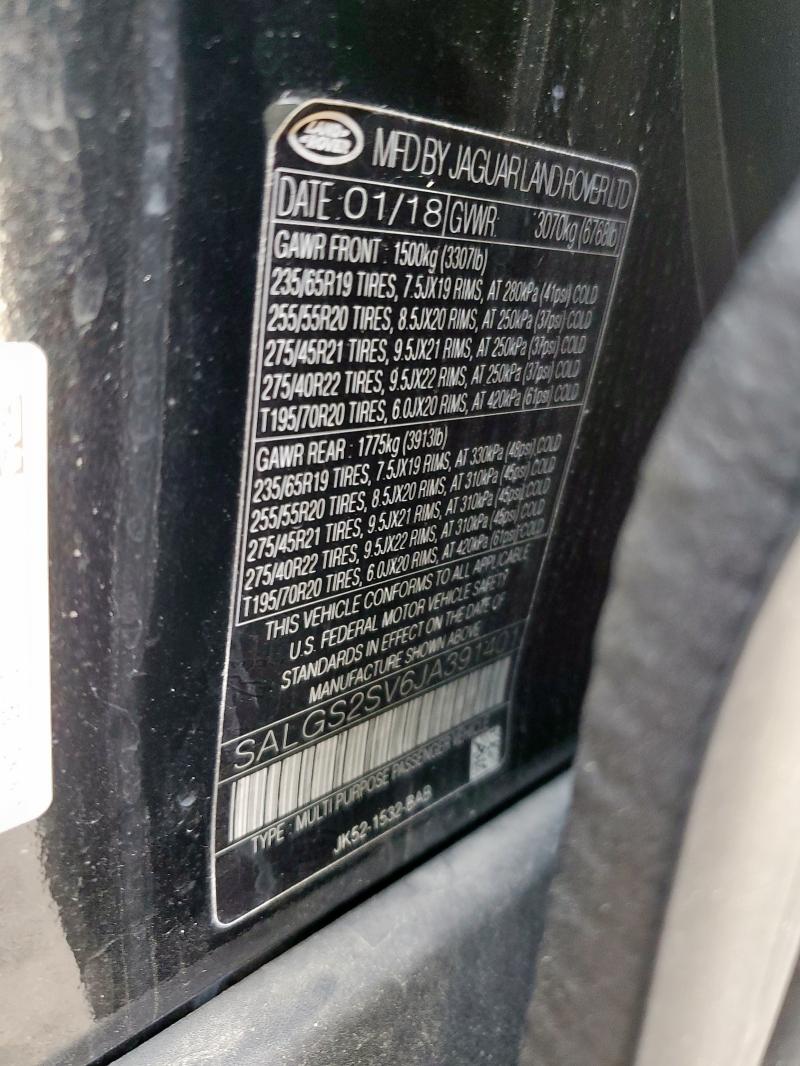 LAND ROVER
MFD BY JAGUAR LAND ROVER LTD
DATE: 01/18 GVWR: 3070kg (6768lb)
GAWR FRONT : 1500kg (3307lb)
235/65R19 TIRES, 7.5JX19 RIMS, AT 280kPa (41psi) COLD
255/55R20 TIRES, 8.5JX20 RIMS, AT 250kPa (37psi) COLD
275/45R21 TIRES, 9.5JX21 RIMS, AT 250kPa (37psi) COLD
275/40R22 TIRES, 9.5JX22 RIMS, AT 250kPa (37psi) COLD
T195/70R20 TIRES, 6.0JX20 RIMS, AT 420kPa (61psi) COLD
GAWR REAR : 1775kg (3913lb)
235/65R19 TIRES, 7.5JX19 RIMS, AT 330kPa (48psi) COLD
255/55R20 TIRES, 8.5JX20 RIMS, AT 310kPa (45psi) COLD
275/45R21 TIRES, 9.5JX21 RIMS, AT 310kPa (45psi) COLD
275/40R22 TIRES, 9.5JX22 RIMS, AT 310kPa (45psi) COLD
T195/70R20 TIRES, 6.0JX20 RIMS, AT 420kPa (61psi) COLD
THIS VEHICLE CONFORMS TO ALL APPLICABLE
U.S. FEDERAL MOTOR VEHICLE SAFETY
STANDARDS IN EFFECT ON THE DATE OF
MANUFACTURE SHOWN ABOVE
SALGS2SV6JA391401
TYPE : MULTI PURPOSE PASSENGER VEHICLE
JK52-1532-BAB